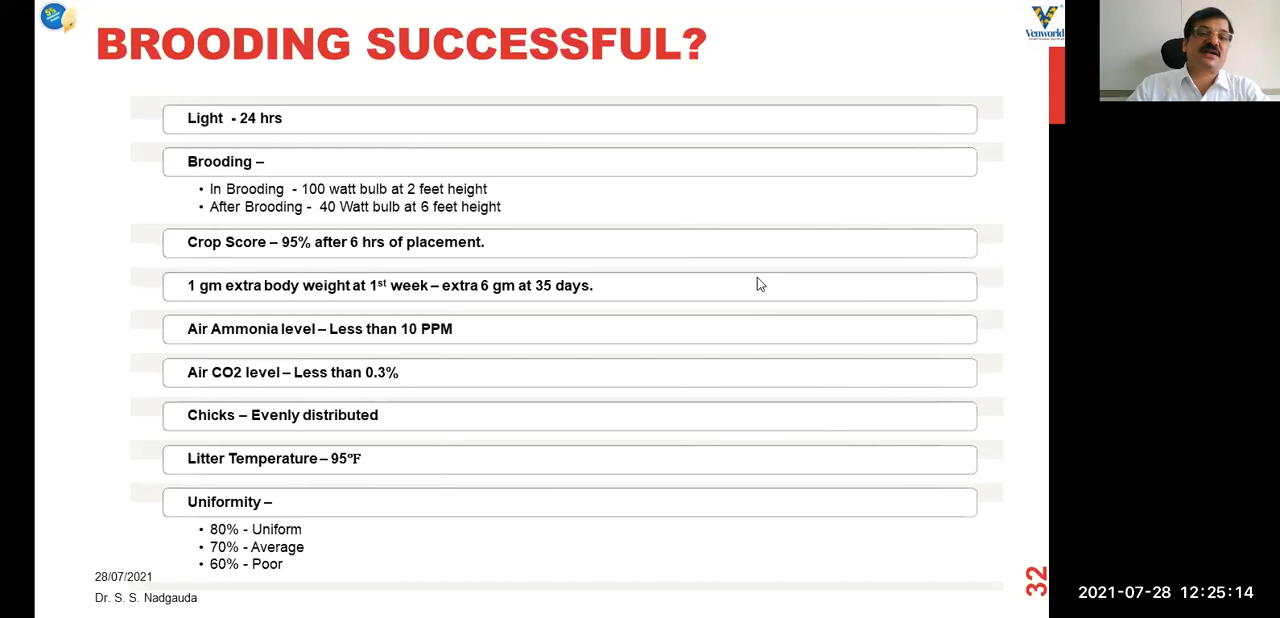 BROODING SUCCESSFUL?
Venworld
Light - 24 hrs
Brooding –
• In Brooding - 100 watt bulb at 2 feet height
• After Brooding - 40 Watt bulb at 6 feet height
Crop Score – 95% after 6 hrs of placement.
1 gm extra body weight at 1st week – extra 6 gm at 35 days.
Air Ammonia level – Less than 10 PPM
Air CO2 level – Less than 0.3%
Chicks – Evenly distributed
Litter Temperature – 95°F
Uniformity –
• 80% - Uniform
• 70% - Average
• 60% - Poor
28/07/2021
Dr. S. S. Nadgauda
32
2021-07-28 12:25:14